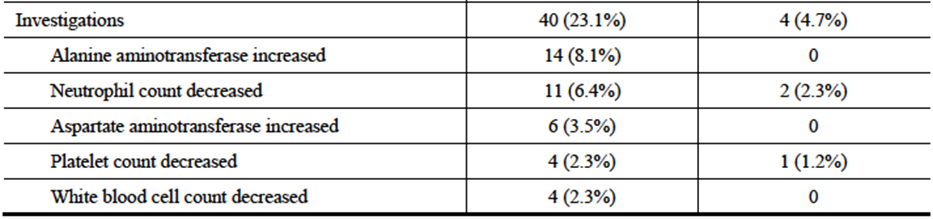 Investigations 40 (23.1%) 4 (4.7%)
Alanine aminotransferase increased 14 (8.1%) 0
Neutrophil count decreased 11 (6.4%) 2 (2.3%)
Aspartate aminotransferase increased 6 (3.5%) 0
Platelet count decreased 4 (2.3%) 1 (1.2%)
White blood cell count decreased 4 (2.3%) 0